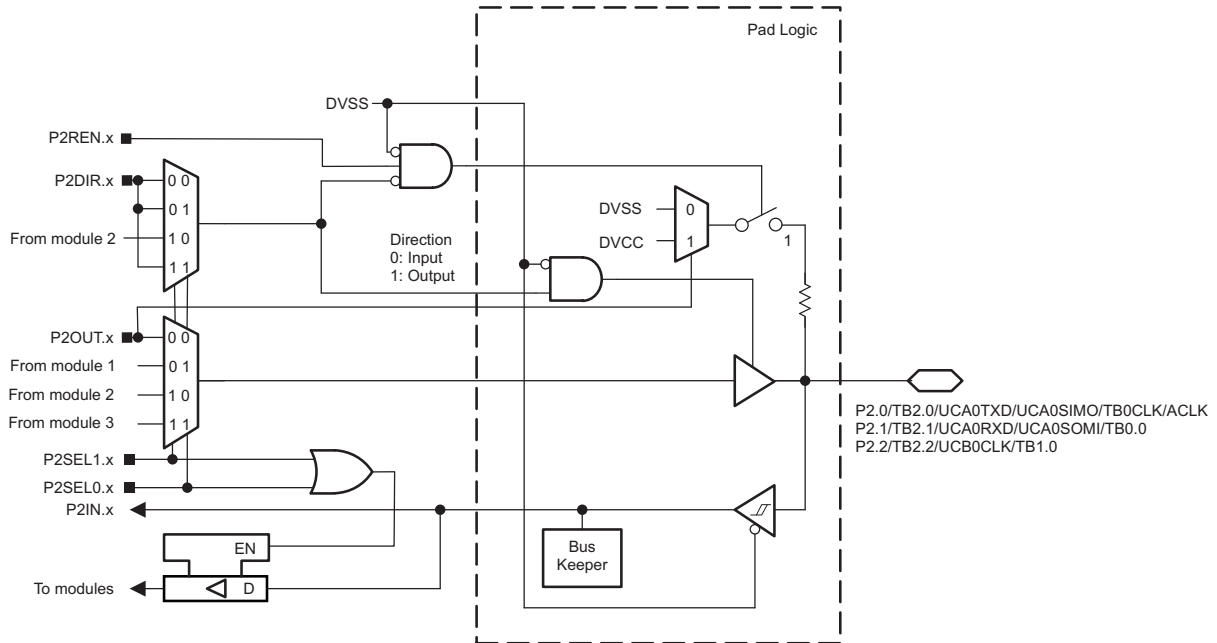 Pad Logic
DVSS
P2REN.x
P2DIR.x
0 0
0 1
From module 2
1 0
1 1
Direction
0: Input
1: Output
DVSS
0
DVCC
1
1
P2OUT.x
0 0
From module 1
0 1
From module 2
1 0
From module 3
1 1
P2.0/TB2.0/UCA0TXD/UCA0SIMO/TB0CLK/ACLK
P2.1/TB2.1/UCA0RXD/UCA0SOMI/TB0.0
P2.2/TB2.2/UCB0CLK/TB1.0
P2SEL1.x
P2SEL0.x
P2IN.x
EN
Bus
Keeper
To modules
D